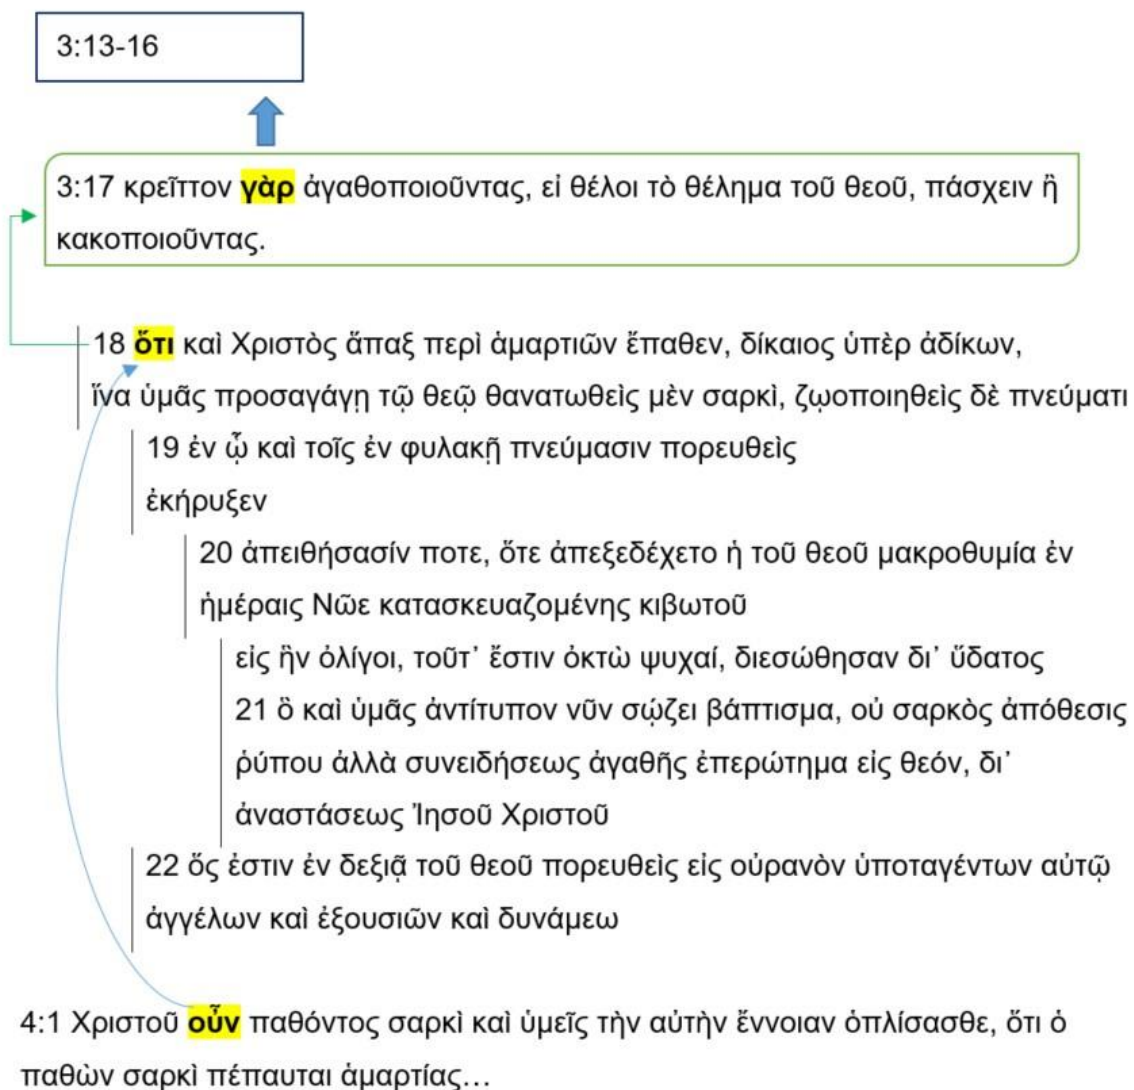 3:13-16
3:17 κρεῖττον γὰρ ἀγαθοποιοῦντας, εἰ θέλοι τὸ θέλημα τοῦ θεοῦ, πάσχειν ἢ
κακοποιοῦντας.
18 ὅτι καὶ Χριστὸς ἅπαξ περὶ ἁμαρτιῶν ἔπαθεν, δίκαιος ὑπὲρ ἀδίκων,
ἵνα ὑμᾶς προσαγάγῃ τῷ θεῷ θανατωθεὶς μὲν σαρκὶ, ζῳοποιηθεὶς δὲ πνεύματι
19 ἐν ᾧ καὶ τοῖς ἐν φυλακῇ πνεύμασιν πορευθεὶς
ἐκήρυξεν
20 ἀπειθήσασίν ποτε, ὅτε ἀπεξεδέχετο ἡ τοῦ θεοῦ μακροθυμία ἐν
ἡμέραις Νῶε κατασκευαζομένης κιβωτοῦ
εἰς ἣν ὀλίγοι, τοῦτ᾽ ἔστιν ὀκτὼ ψυχαί, διεσώθησαν δι᾽ ὕδατος
21 ὃ καὶ ὑμᾶς ἀντίτυπον νῦν σῴζει βάπτισμα, οὐ σαρκὸς ἀπόθεσις
ῥύπου ἀλλὰ συνειδήσεως ἀγαθῆς ἐπερώτημα εἰς θεόν, δι᾽
ἀναστάσεως Ἰησοῦ Χριστοῦ
22 ὅς ἐστιν ἐν δεξιᾷ τοῦ θεοῦ πορευθεὶς εἰς οὐρανὸν ὑποταγέντων αὐτῷ
ἀγγέλων καὶ ἐξουσιῶν καὶ δυνάμεω
4:1 Χριστοῦ οὖν παθόντος σαρκὶ καὶ ὑμεῖς τὴν αὐτὴν ἔννοιαν ὁπλίσασθε, ὅτι ὁ
παθὼν σαρκὶ πέπαυται ἁμαρτίας…